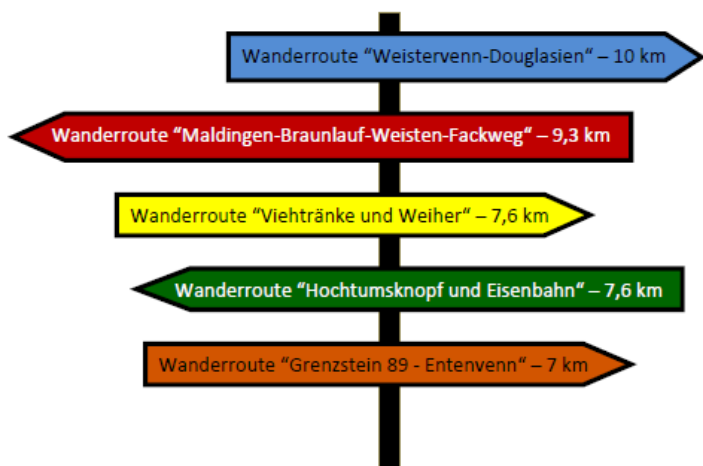 Wanderroute “Weistervenn-Douglasien“ – 10 km
Wanderroute “Maldingen-Braunlauf-Weisten-Fackweg“ – 9,3 km
Wanderroute “Viehtränke und Weiher“ – 7,6 km
Wanderroute “Hochtumsknopf und Eisenbahn“ – 7,6 km
Wanderroute “Grenzstein 89 - Entenvenn“ – 7 km